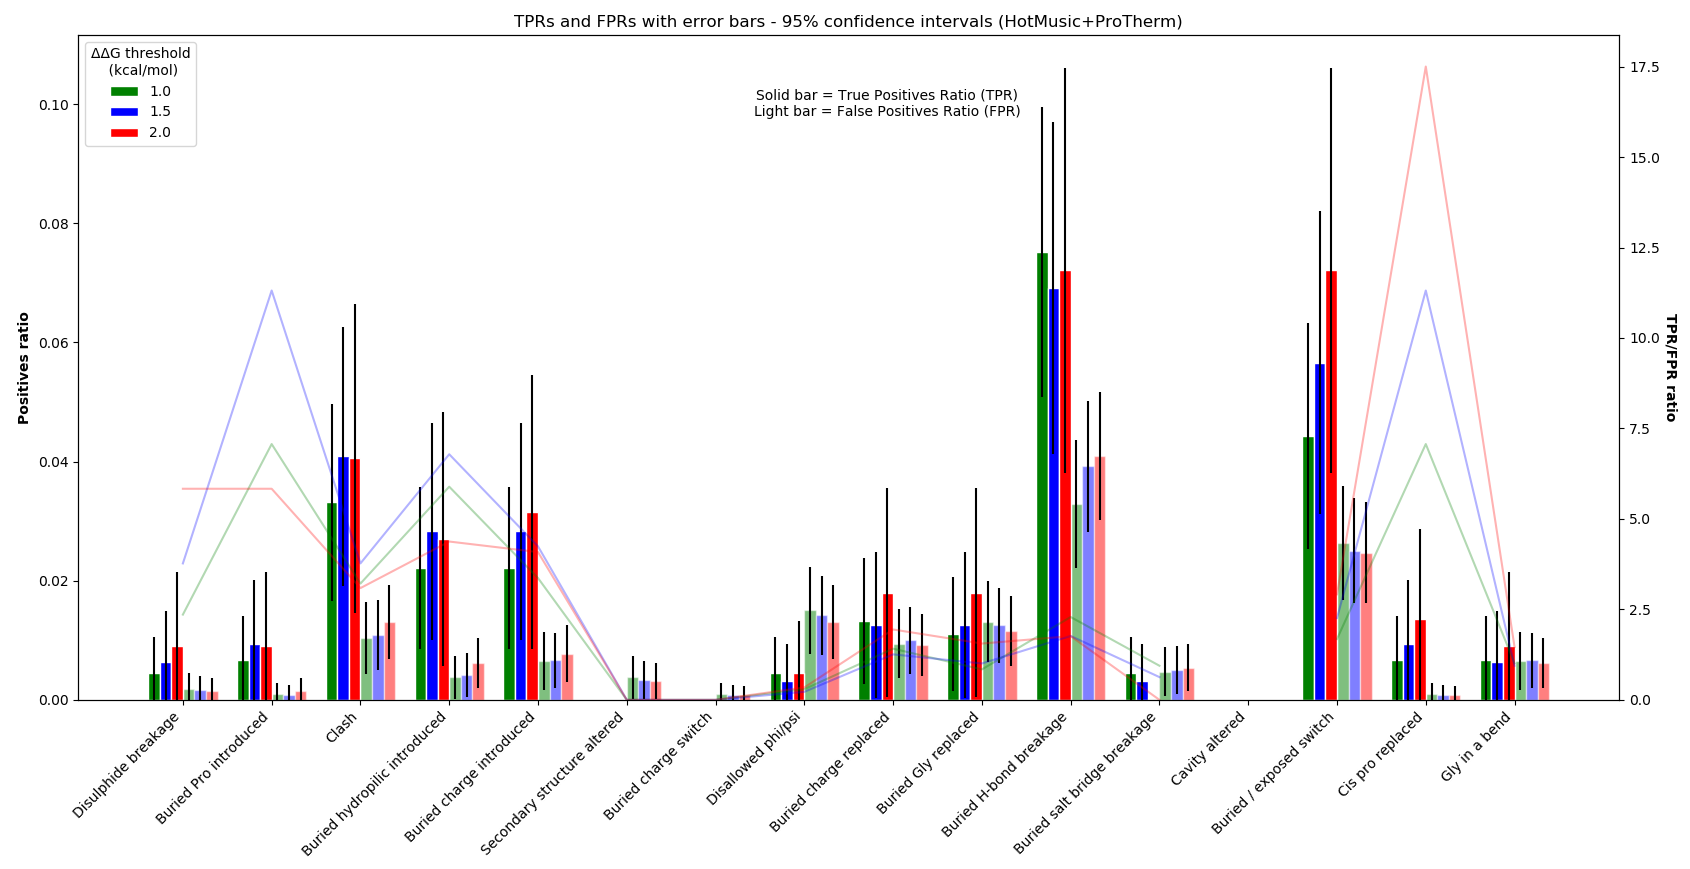 TPRs and FPRs with error bars - 95% confidence intervals (HotMusic+ProTherm)
ΔΔG threshold
(kcal/mol)
1.0
1.5
2.0
Solid bar = True Positives Ratio (TPR)
Light bar = False Positives Ratio (FPR)
Positives ratio
0.10
0.08
0.06
0.04
0.02
0.00
17.5
15.0
12.5
10.0
7.5
5.0
2.5
0.0
TPR/FPR ratio
Disulphide breakage
Buried Pro introduced
Clash
Buried hydropilic introduced
Buried charge introduced
Secondary structure altered
Buried charge switch
Disallowed phi/psi
Buried charge replaced
Buried Gly replaced
Buried H-bond breakage
Buried salt bridge breakage
Cavity altered
Buried / exposed switch
Cis pro replaced
Gly in a bend